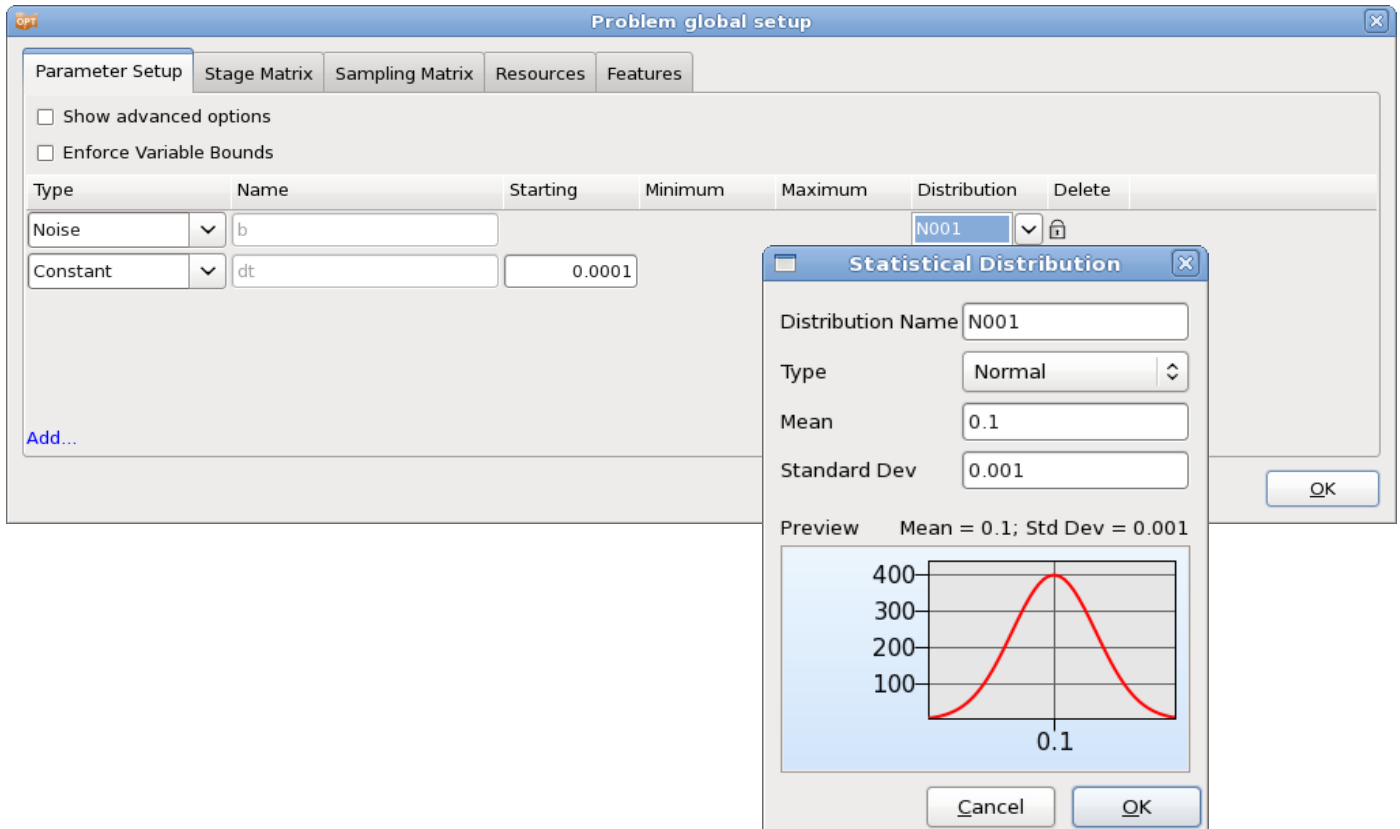 OPT Problem global setup
Parameter Setup Stage Matrix Sampling Matrix Resources Features
Show advanced options
Enforce Variable Bounds
Type Name Starting Minimum Maximum Distribution Delete
Noise b N001
Constant dt 0.0001
Add...
OK
Statistical Distribution
Distribution Name N001
Type Normal
Mean 0.1
Standard Dev 0.001
Preview Mean = 0.1; Std Dev = 0.001
400
300
200
100
0.1
Cancel OK